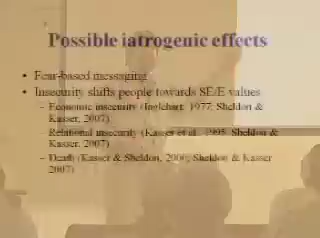 Possible iatrogenic effects
• Fear-based messaging
• Insecurity shifts people towards SE/E values
– Economic insecurity (Inglehart, 1977; Sheldon &
Kasser, 2007)
– Relational insecurity (Kasser et al., 1995; Sheldon &
Kasser, 2007)
– Death (Kasser & Sheldon, 2000; Sheldon & Kasser
2007)